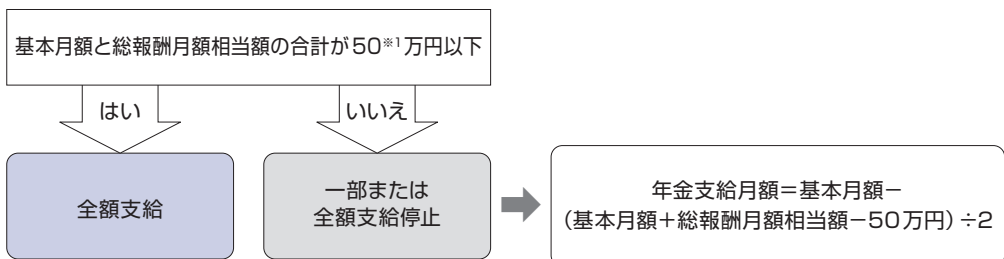 基本月額と総報酬月額相当額の合計が50※1万円以下
はい
いいえ
全額支給
一部または
全額支給停止
年金支給月額=基本月額−
(基本月額+総報酬月額相当額−50万円)÷2